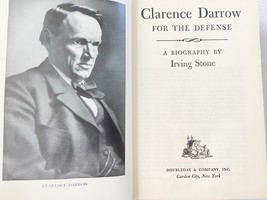 CLARENCE DARROW
Clarence Darrow
FOR THE DEFENSE
A BIOGRAPHY BY
Irving Stone
DOUBLEDAY & COMPANY, INC.
Garden City, New York